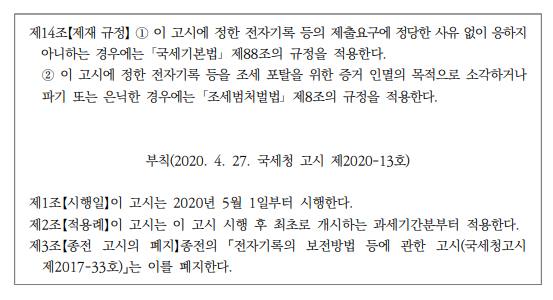 제14조【제재 규정】 ① 이 고시에 정한 전자기록 등의 제출요구에 정당한 사유 없이 응하지
아니하는 경우에는 「국세기본법」 제88조의 규정을 적용한다.
② 이 고시에 정한 전자기록 등을 조세 포탈을 위한 증거 인멸의 목적으로 소각하거나
파기 또는 은닉한 경우에는 「조세범처벌법」 제8조의 규정을 적용한다.
부칙(2020. 4. 27. 국세청 고시 제2020-13호)
제1조【시행일】이 고시는 2020년 5월 1일부터 시행한다.
제2조【적용례】이 고시는 이 고시 시행 후 최초로 개시하는 과세기간분부터 적용한다.
제3조【종전 고시의 폐지】종전의 「전자기록의 보전방법 등에 관한 고시(국세청고시
제2017-33호)」는 이를 폐지한다.